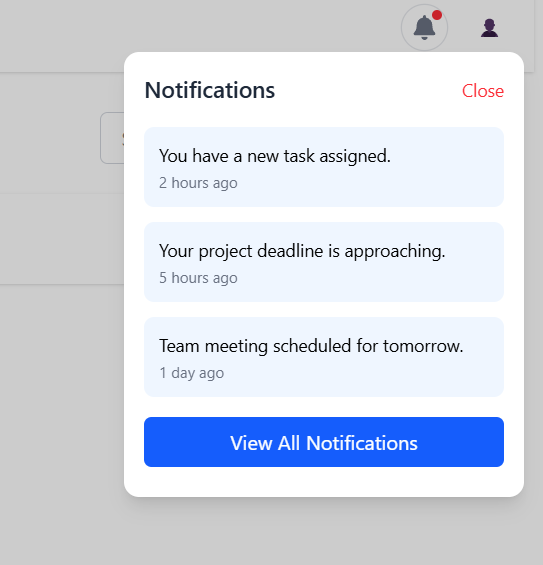 Notifications
Close
You have a new task assigned.
2 hours ago
Your project deadline is approaching.
5 hours ago
Team meeting scheduled for tomorrow.
1 day ago
View All Notifications